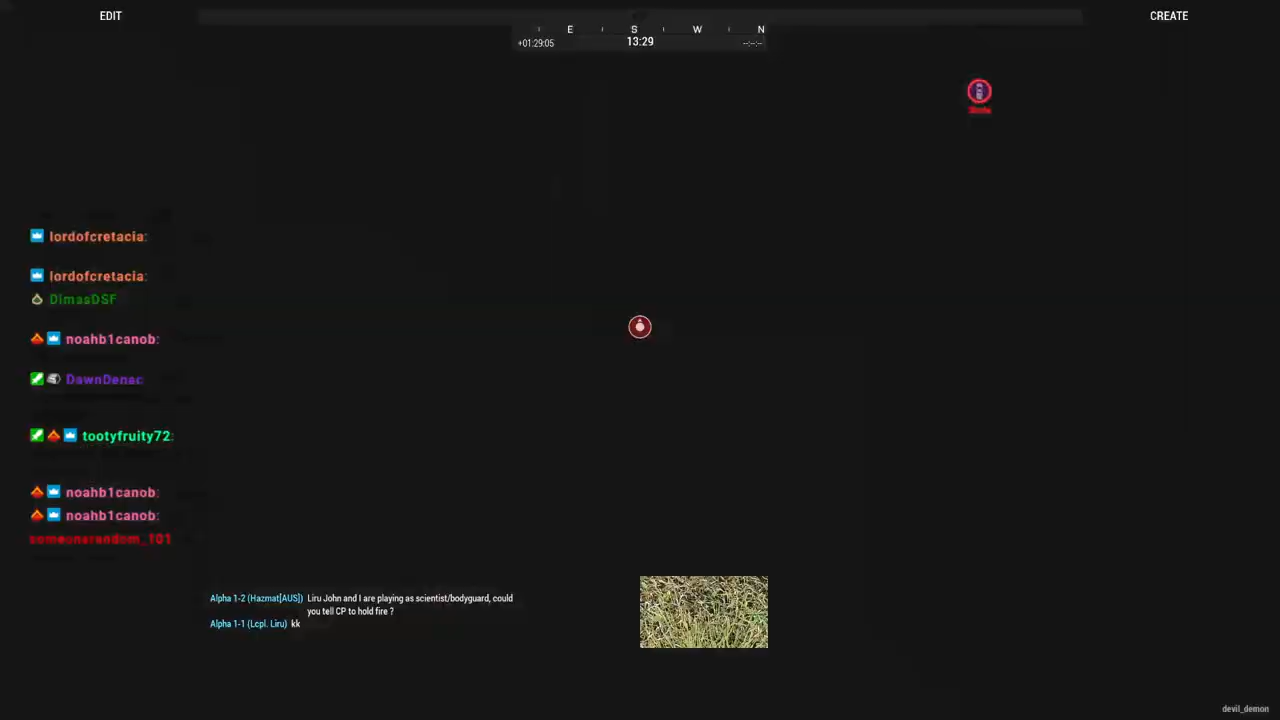 EDIT
CREATE
E S W N
+01:29:05 13:29 --:--:--
lordofcretacia:
lordofcretacia:
DimasDSF
noahb1canob:
DawnDenac
tootyfruity72:
noahb1canob:
noahb1canob:
someonerandom_101
Alpha 1-2 (Hazmat[AUS]) Liru John and I are playing as scientist/bodyguard, could
you tell CP to hold fire ?
Alpha 1-1 (Lcpl. Liru) kk
devil_demon